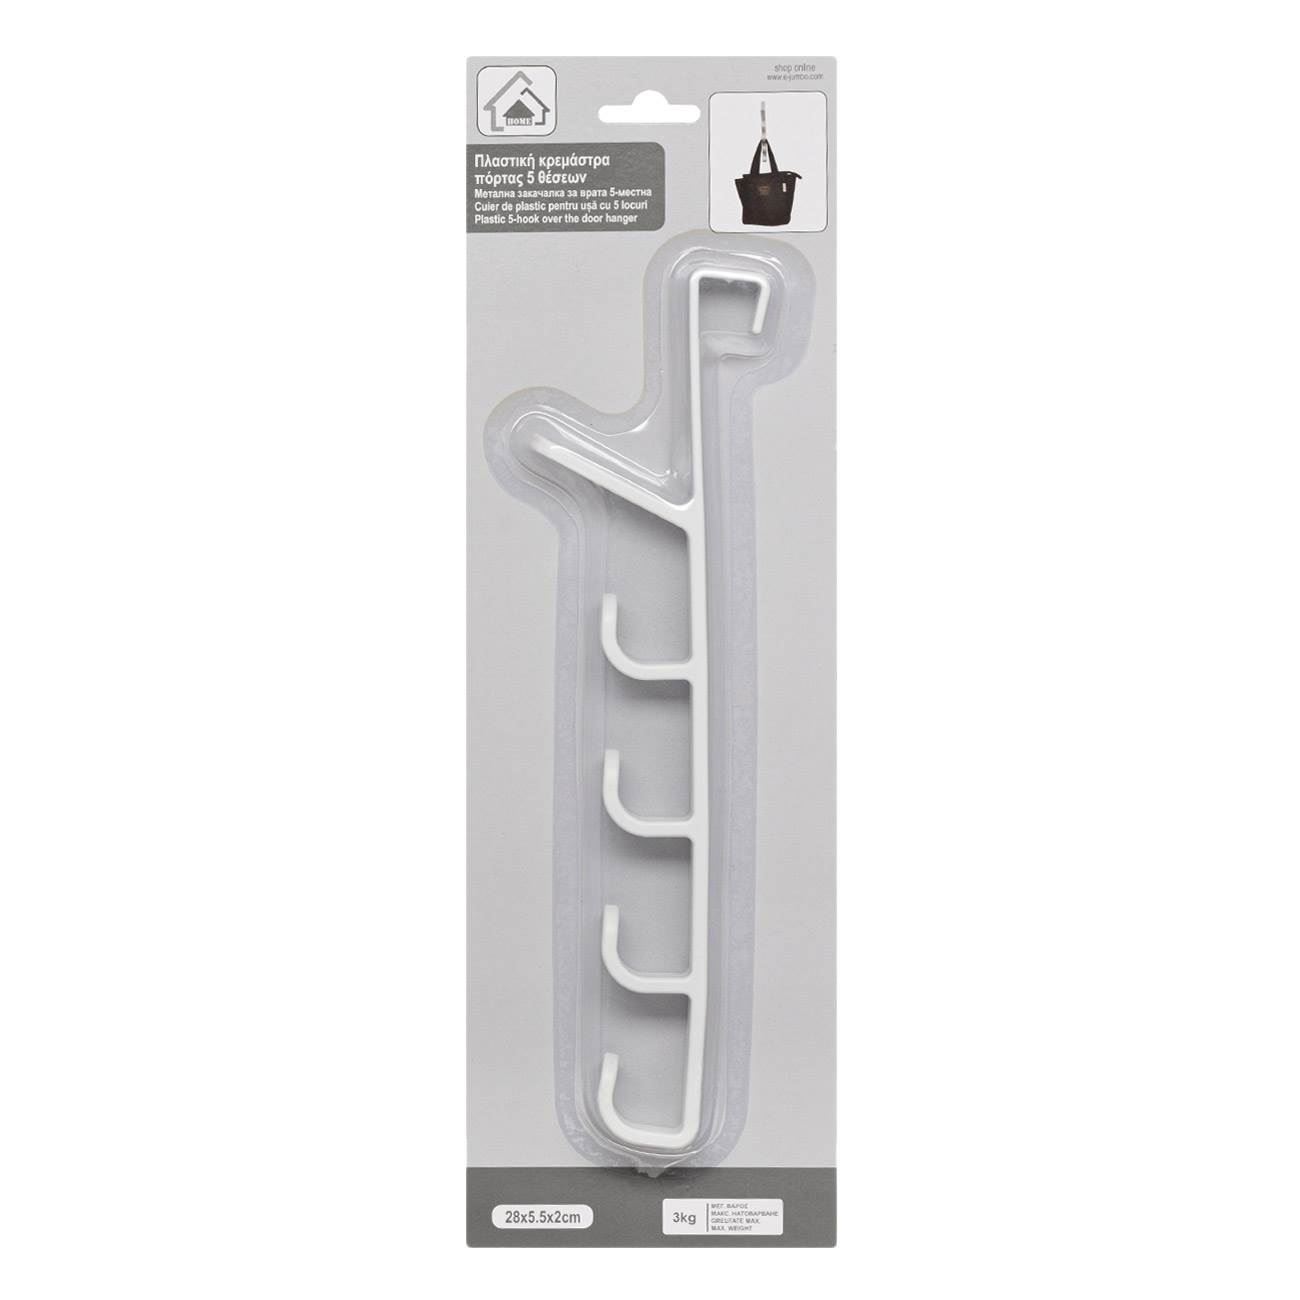 shop online
www.e-jumbo.com
HOME
Πλαστική κρεμάστρα
πόρτας 5 θέσεων
Метална закачалка за врата 5-местна
Cuier de plastic pentru ușă cu 5 locuri
Plastic 5-hook over the door hanger
28x5.5x2cm
3kg
ΜΕΓ. ΒΑΡΟΣ
МАКС. НАТОВАРВАНЕ
GREUTATE MAX.
MAX. WEIGHT